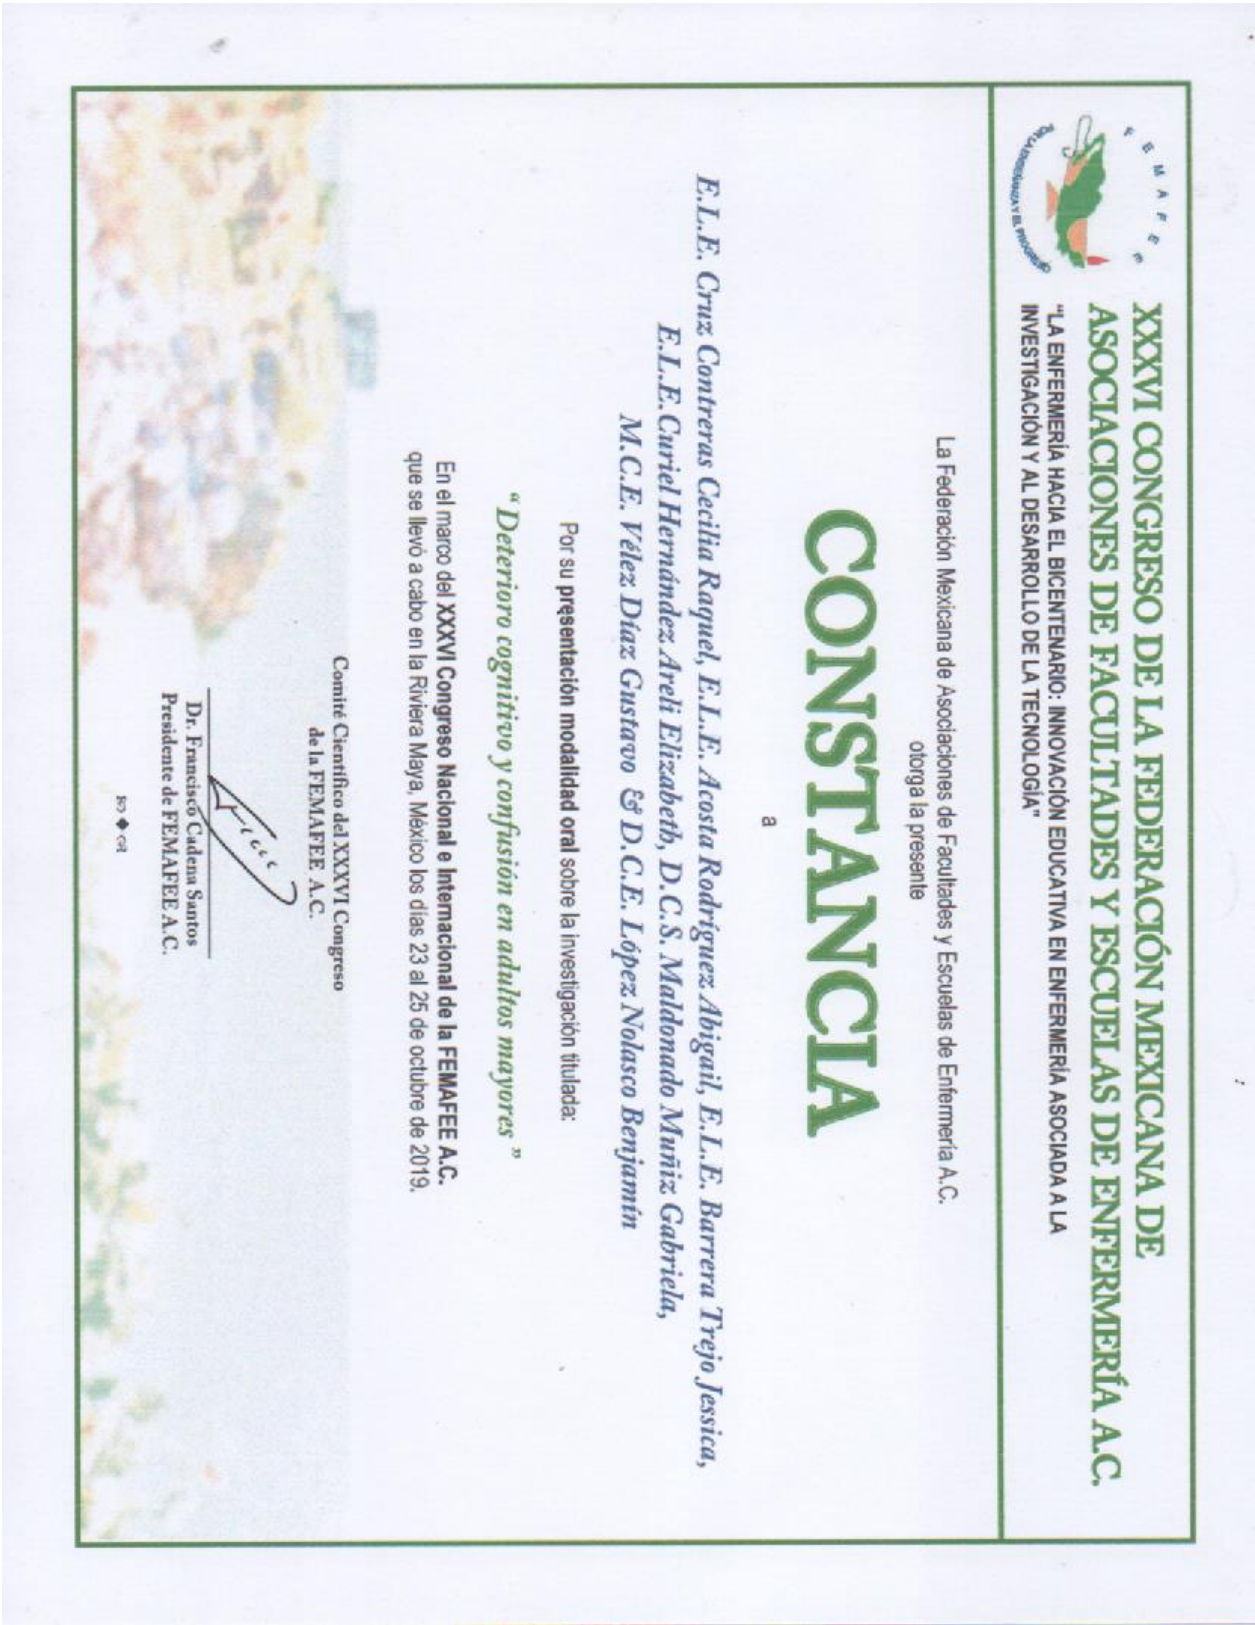 FEMAFEE
POR LA ENSEÑANZA Y EL PROGRESO
XXXVI CONGRESO DE LA FEDERACIÓN MEXICANA DE
ASOCIACIONES DE FACULTADES Y ESCUELAS DE ENFERMERÍA A.C.
"LA ENFERMERÍA HACIA EL BICENTENARIO: INNOVACIÓN EDUCATIVA EN ENFERMERÍA ASOCIADA A LA
INVESTIGACIÓN Y AL DESARROLLO DE LA TECNOLOGÍA"
La Federación Mexicana de Asociaciones de Facultades y Escuelas de Enfermería A.C.
otorga la presente
CONSTANCIA
a
E.L.E. Cruz Contreras Cecilia Raquel, E.L.E. Acosta Rodríguez Abigail, E.L.E. Barrera Trejo Jessica,
E.L.E.Curiel Hernández Areli Elizabeth, D.C.S. Maldonado Muñiz Gabriela,
M.C.E. Vélez Díaz Gustavo & D.C.E. López Nolasco Benjamín
Por su presentación modalidad oral sobre la investigación titulada:
"Deterioro cognitivo y confusión en adultos mayores"
En el marco del XXXVI Congreso Nacional e Internacional de la FEMAFEE A.C.
que se llevó a cabo en la Riviera Maya, México los días 23 al 25 de octubre de 2019.
Comité Científico del XXXVI Congreso
de la FEMAFEE A.C.
Dr. Francisco Cadena Santos
Presidente de FEMAFEE A.C.